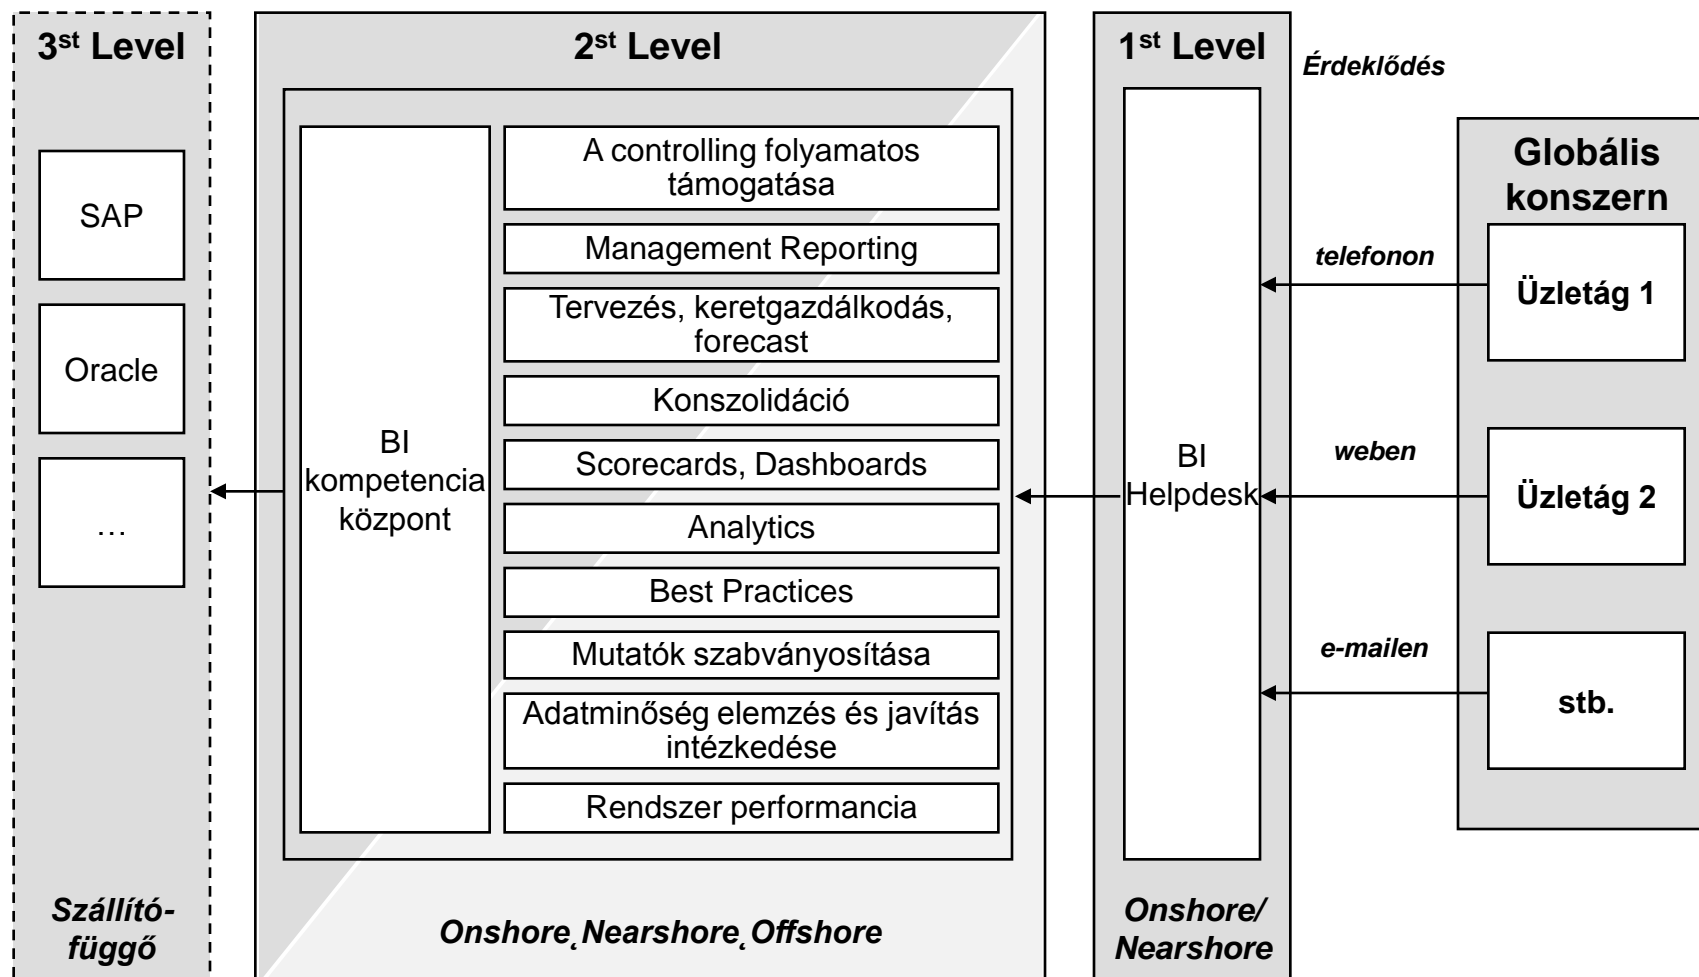 3st Level
SAP
Oracle
…
Szállító-
függő
2st Level
BI
kompetencia
központ
A controlling folyamatos
támogatása
Management Reporting
Tervezés, keretgazdálkodás,
forecast
Konszolidáció
Scorecards, Dashboards
Analytics
Best Practices
Mutatók szabványosítása
Adatminőség elemzés és javítás
intézkedése
Rendszer performancia
Onshore, Nearshore, Offshore
1st Level
BI
Helpdesk
Onshore/
Nearshore
Érdeklődés
telefonon
weben
e-mailen
Globális
konszern
Üzletág 1
Üzletág 2
stb.